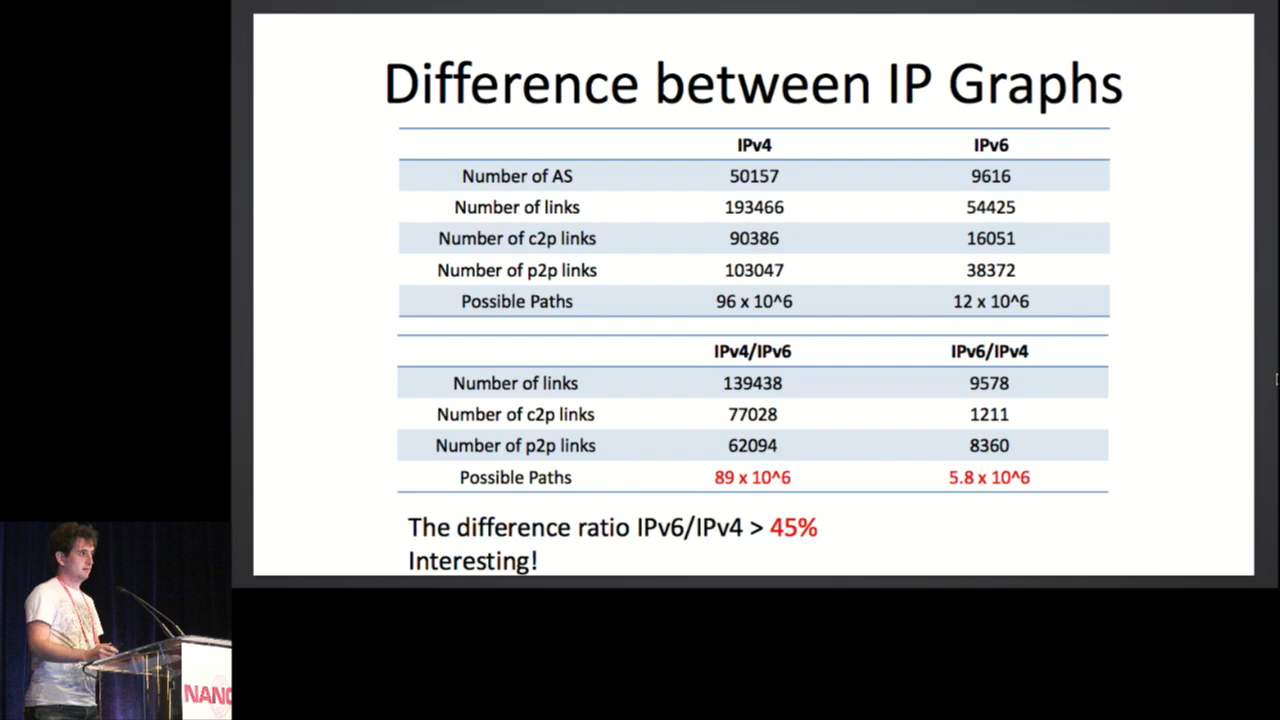 Difference between IP Graphs
IPv4 IPv6
Number of AS 50157 9616
Number of links 193466 54425
Number of c2p links 90386 16051
Number of p2p links 103047 38372
Possible Paths 96 x 10^6 12 x 10^6
IPv4/IPv6 IPv6/IPv4
Number of links 139438 9578
Number of c2p links 77028 1211
Number of p2p links 62094 8360
Possible Paths 89 x 10^6 5.8 x 10^6
The difference ratio IPv6/IPv4 > 45%
Interesting!
NANO